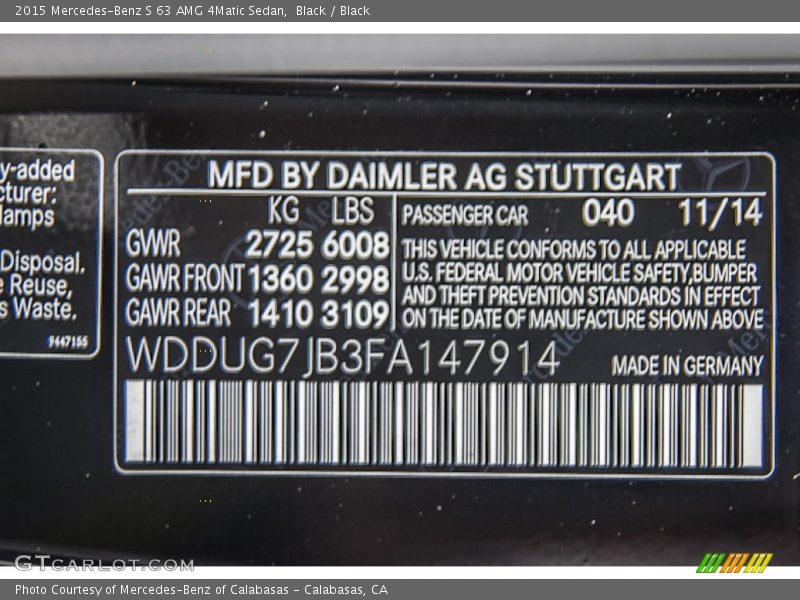 2015 Mercedes-Benz S 63 AMG 4Matic Sedan, Black / Black
y-added
cturer:
lamps
Disposal,
e Reuse,
s Waste.
9447155
MFD BY DAIMLER AG STUTTGART
KG LBS
GWWR 2725 6008
GAWR FRONT 1360 2998
GAWR REAR 1410 3109
PASSENGER CAR 040 11/14
THIS VEHICLE CONFORMS TO ALL APPLICABLE
U.S. FEDERAL MOTOR VEHICLE SAFETY,BUMPER
AND THEFT PREVENTION STANDARDS IN EFFECT
ON THE DATE OF MANUFACTURE SHOWN ABOVE
WDDUG7JB3FA147914 MADE IN GERMANY
GTCARLOT.COM
Photo Courtesy of Mercedes-Benz of Calabasas - Calabasas, CA